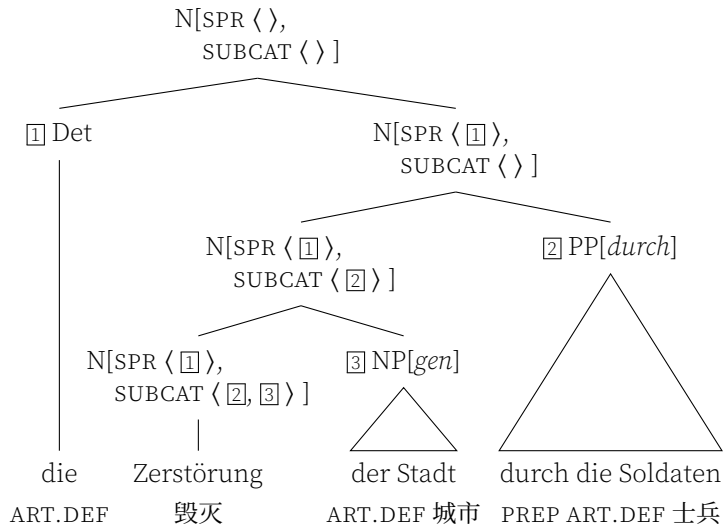 N[SPR ⟨⟩,
SUBCAT ⟨⟩]
1 Det
N[SPR ⟨ 1 ⟩,
SUBCAT ⟨⟩]
N[SPR ⟨ 1 ⟩,
SUBCAT ⟨ 2 ⟩]
2 PP[durch]
N[SPR ⟨ 1 ⟩,
SUBCAT ⟨ 2, 3 ⟩]
3 NP[gen]
die Zerstörung der Stadt durch die Soldaten
ART.DEF 毁灭 ART.DEF 城市 PREP ART.DEF 士兵